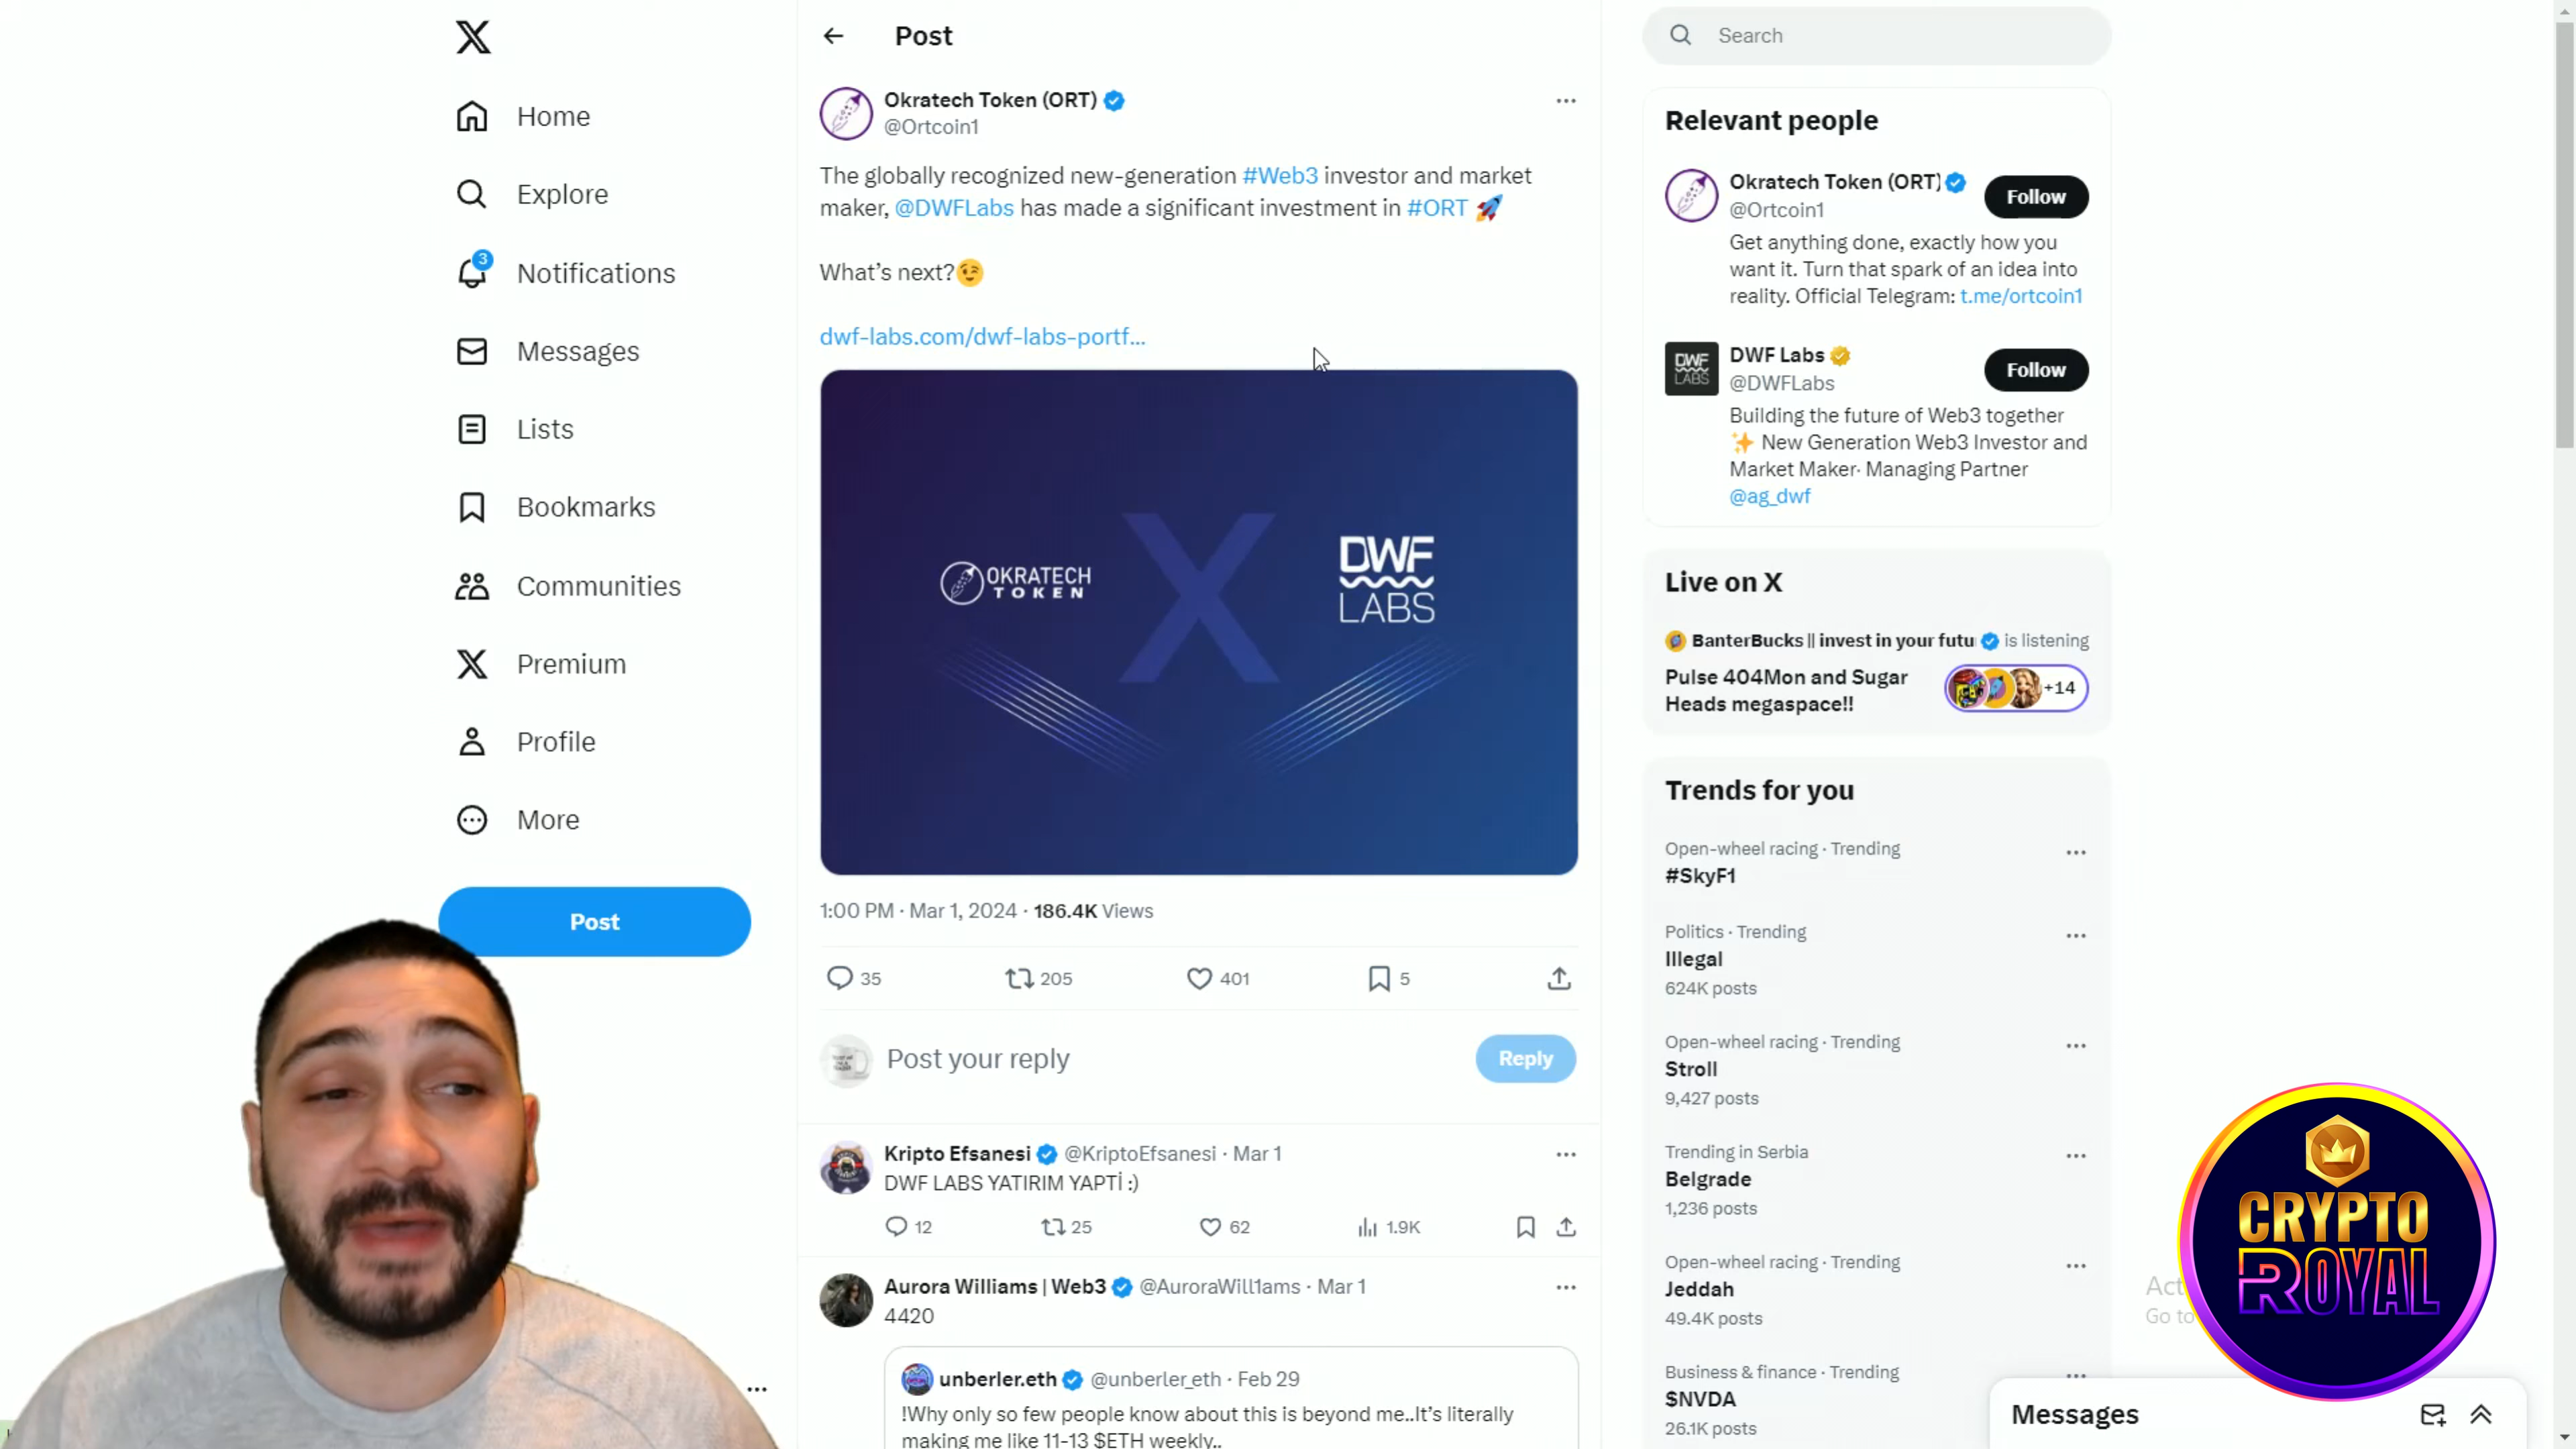 Home
Explore
3
Notifications
Messages
Lists
Bookmarks
Communities
Premium
Profile
More
Post
Post
Okratech Token (ORT)
@Ortcoin1
The globally recognized new-generation #Web3 investor and market
maker, @DWFLabs has made a significant investment in #ORT 🚀
What's next?😉
dwf-labs.com/dwf-labs-portf...
OKRATECH
TOKEN
X
DWF
LABS
1:00 PM · Mar 1, 2024 · 186.4K Views
35 205 401 5
Post your reply
Reply
Kripto Efsanesi @KriptoEfsanesi · Mar 1
DWF LABS YATIRIM YAPTİ :)
12 25 62 1.9K
Aurora Williams | Web3 @AuroraWill1ams · Mar 1
4420
unberler.eth @unberler_eth · Feb 29
!Why only so few people know about this is beyond me..It's literally
making me like 11-13 $ETH weekly..
Search
Relevant people
Okratech Token (ORT)
@Ortcoin1
Follow
Get anything done, exactly how you
want it. Turn that spark of an idea into
reality. Official Telegram: t.me/ortcoin1
DWF
LABS
DWF Labs
@DWFLabs
Follow
Building the future of Web3 together
✨ New Generation Web3 Investor and
Market Maker· Managing Partner
@ag_dwf
Live on X
BanterBucks || invest in your futu is listening
Pulse 404Mon and Sugar
Heads megaspace!!
+14
Trends for you
Open-wheel racing · Trending
#SkyF1
Politics · Trending
Illegal
624K posts
Open-wheel racing · Trending
Stroll
9,427 posts
Trending in Serbia
Belgrade
1,236 posts
Open-wheel racing · Trending
Jeddah
49.4K posts
Business & finance · Trending
$NVDA
26.1K posts
Go to
CRYPTO
ROYAL
Messages